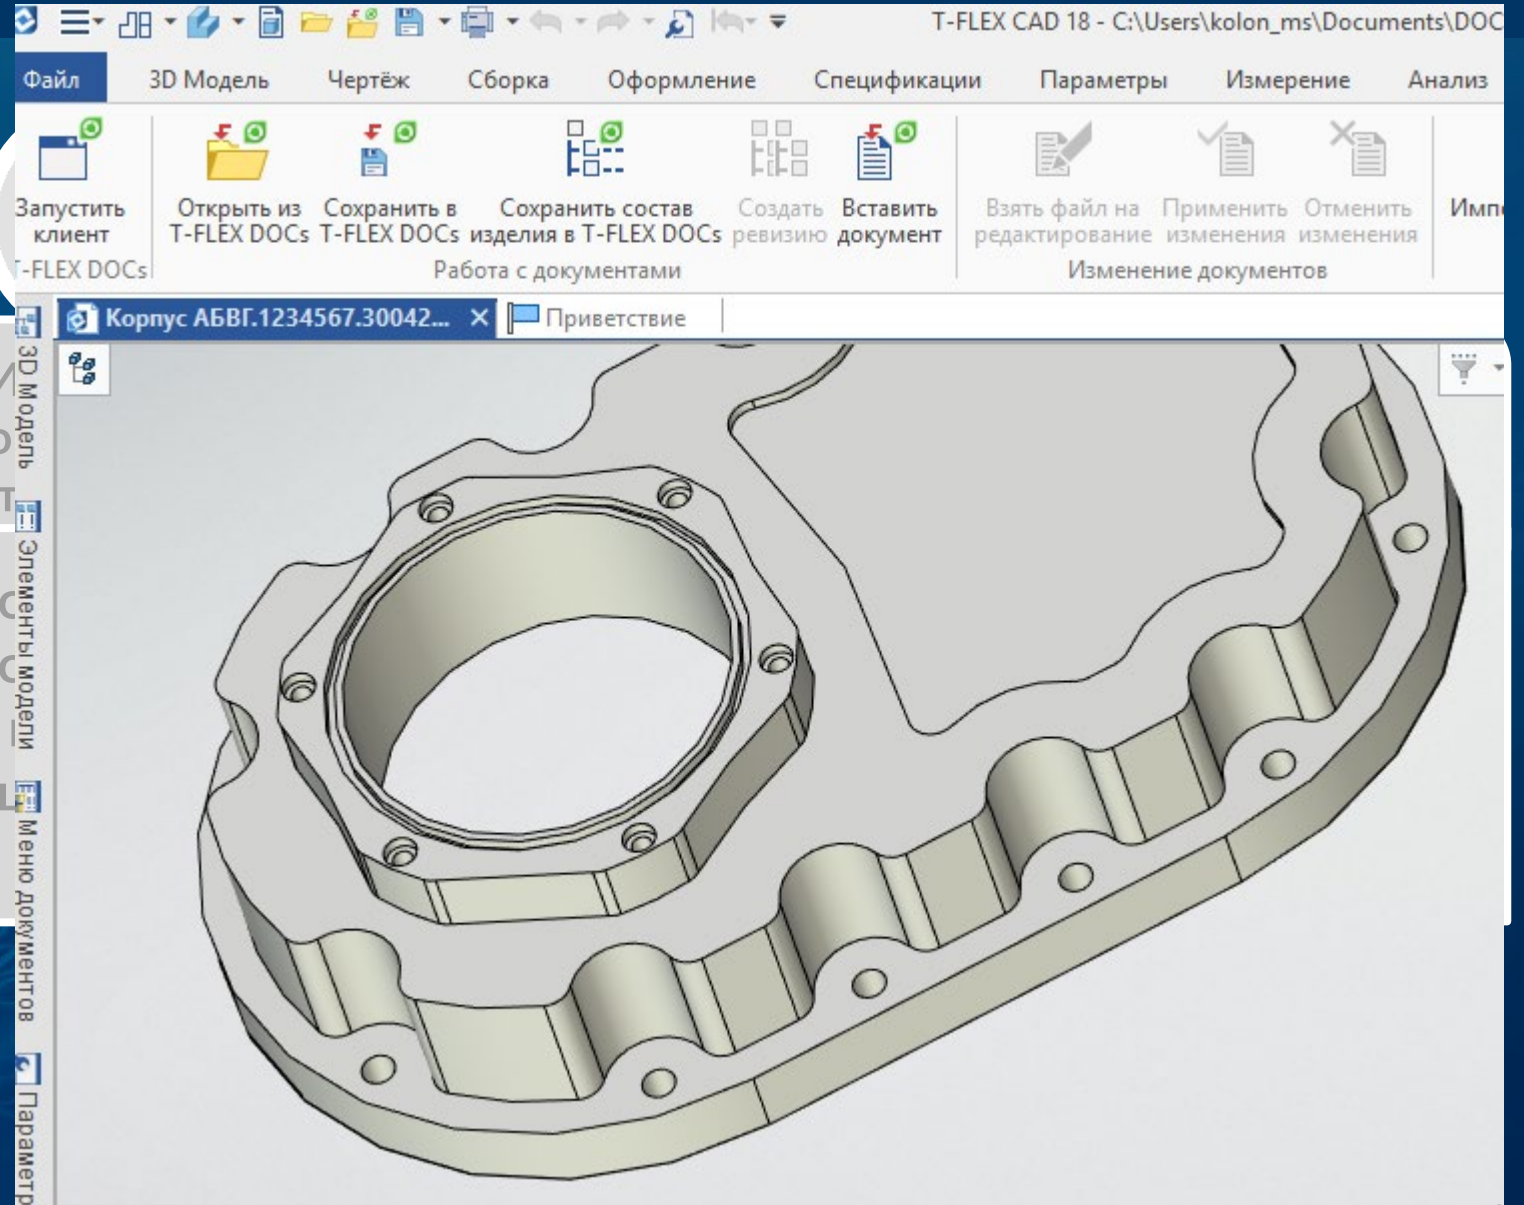 T-FLEX CAD 18 - C:\Users\kolon_ms\Documents\DOC
Файл 3D Модель Чертёж Сборка Оформление Спецификации Параметры Измерение Анализ
Запустить клиент
Открыть из T-FLEX DOCs
Сохранить в T-FLEX DOCs
Сохранить состав изделия в T-FLEX DOCs
Создать ревизию
Вставить документ
Взять файл на редактирование
Применить изменения
Отменить изменения
T-FLEX DOCs Работа с документами Изменение документов
Корпус АБВГ.1234567.30042... Приветствие
3D Модель
Элементы модели
Меню документов